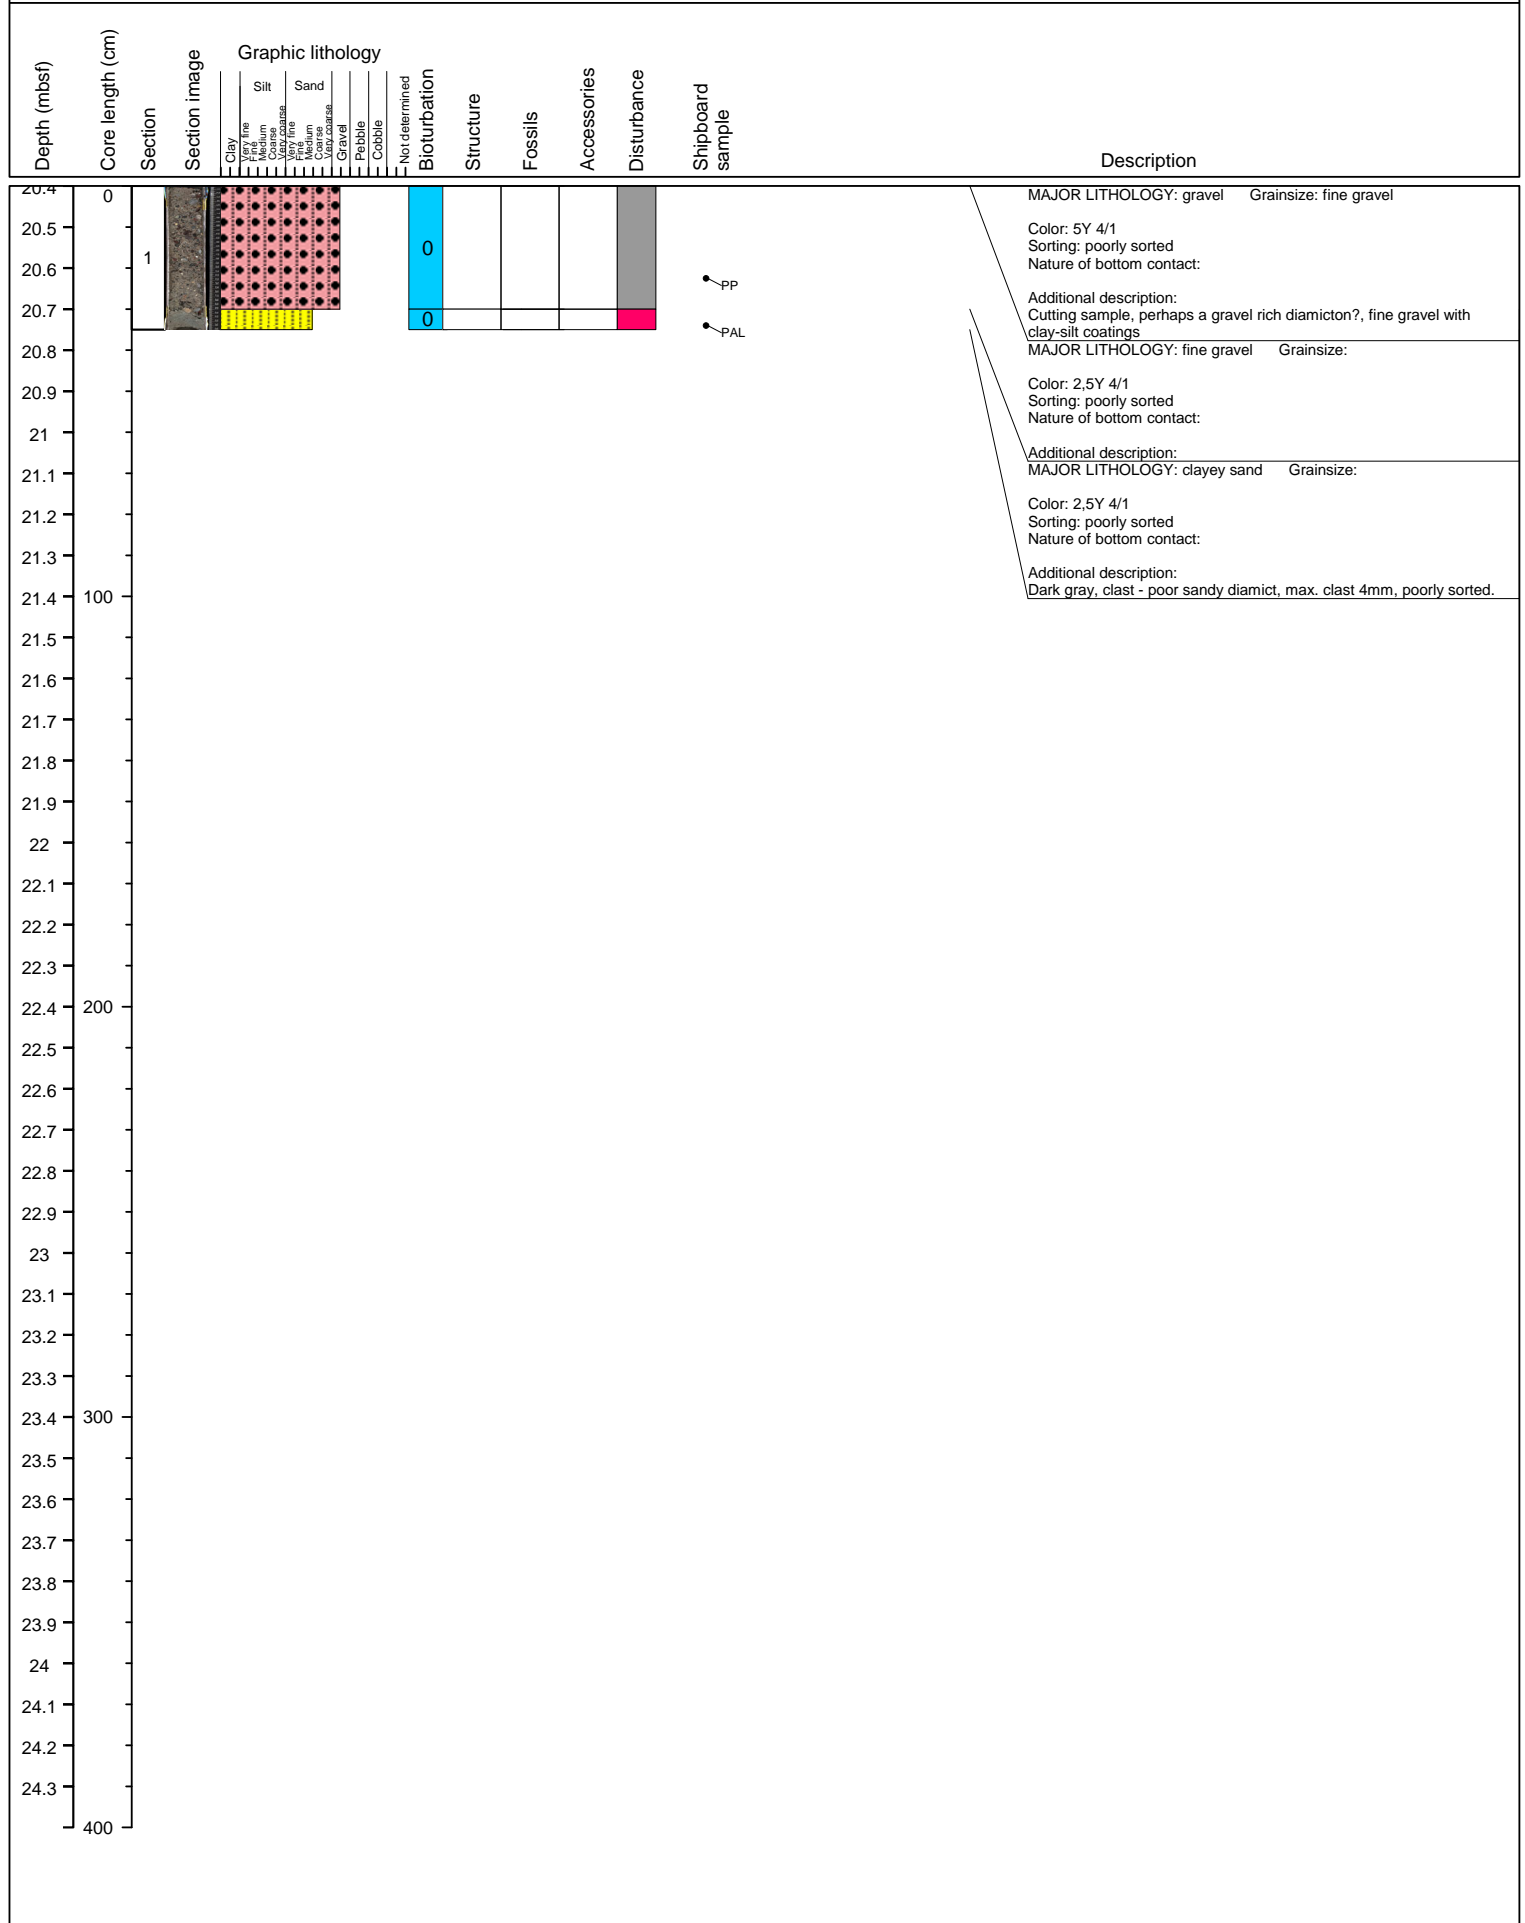 Depth (mbsf)
Core length (cm)
Section
Section image
Graphic lithology
Clay
Silt
Very fine
Fine
Medium
Coarse
Very coarse
Sand
Very fine
Fine
Medium
Coarse
Very coarse
Gravel
Pebble
Cobble
Not determined
Bioturbation
Structure
Fossils
Accessories
Disturbance
Shipboard
sample
Description
20.4
20.5
20.6
20.7
20.8
20.9
21
21.1
21.2
21.3
21.4
21.5
21.6
21.7
21.8
21.9
22
22.1
22.2
22.3
22.4
22.5
22.6
22.7
22.8
22.9
23
23.1
23.2
23.3
23.4
23.5
23.6
23.7
23.8
23.9
24
24.1
24.2
24.3
0
100
200
300
400
1
0
0
PP
PAL
MAJOR LITHOLOGY: gravel Grainsize: fine gravel
Color: 5Y 4/1
Sorting: poorly sorted
Nature of bottom contact:
Additional description:
Cutting sample, perhaps a gravel rich diamicton?, fine gravel with
clay-silt coatings
MAJOR LITHOLOGY: fine gravel Grainsize:
Color: 2,5Y 4/1
Sorting: poorly sorted
Nature of bottom contact:
Additional description:
MAJOR LITHOLOGY: clayey sand Grainsize:
Color: 2,5Y 4/1
Sorting: poorly sorted
Nature of bottom contact:
Additional description:
Dark gray, clast - poor sandy diamict, max. clast 4mm, poorly sorted.